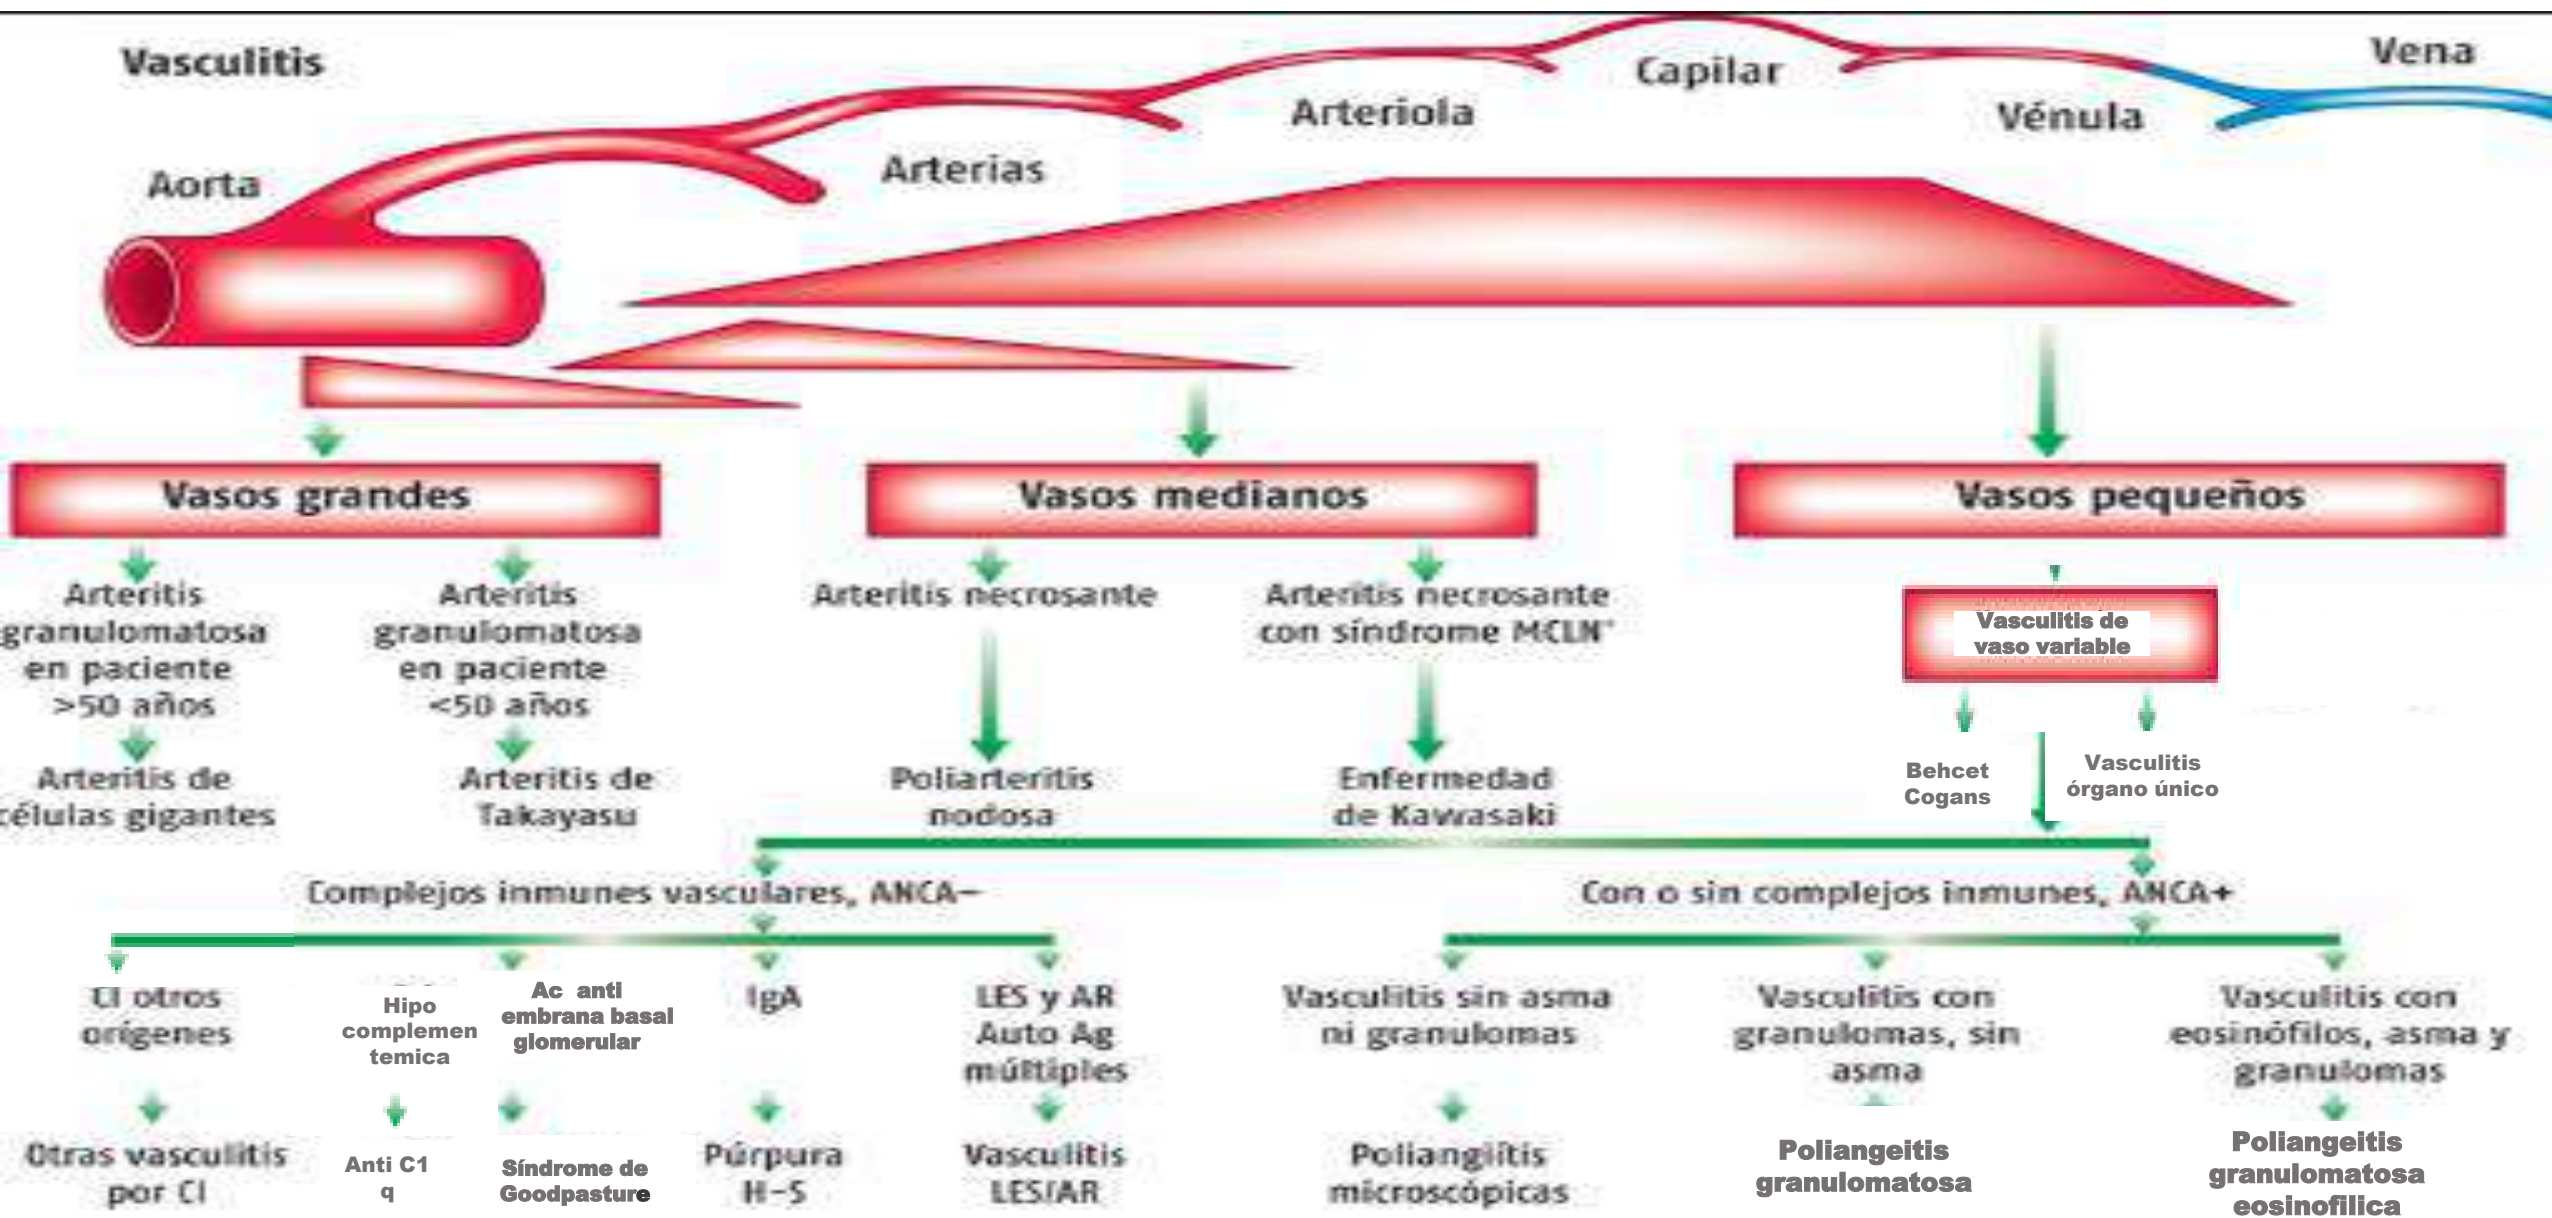 Vasculitis
Aorta
Arterias
Arteriola
Capilar
Vénula
Vena
Vasos grandes
Vasos medianos
Vasos pequeños
Arteritis
granulomatosa
en paciente
>50 años
Arteritis de
células gigantes
Arteritis
granulomatosa
en paciente
<50 años
Arteritis de
Takayasu
Arteritis necrosante
Poliarteritis
nodosa
Arteritis necrosante
con síndrome MCLN*
Enfermedad
de Kawasaki
Vasculitis de
vaso variable
Behcet
Cogans
Vasculitis
órgano único
Complejos inmunes vasculares, ANCA−
Con o sin complejos inmunes, ANCA+
CI otros
orígenes
Otras vasculitis
por CI
Hipo
complemen
temica
Anti C1
q
Ac anti
embrana basal
glomerular
Síndrome de
Goodpasture
IgA
Púrpura
H-S
LES y AR
Auto Ag
múltiples
Vasculitis
LES/AR
Vasculitis sin asma
ni granulomas
Poliangiítis
microscópicas
Vasculitis con
granulomas, sin
asma
Poliangeitis
granulomatosa
Vasculitis con
eosinófilos, asma y
granulomas
Poliangeitis
granulomatosa
eosinofilica